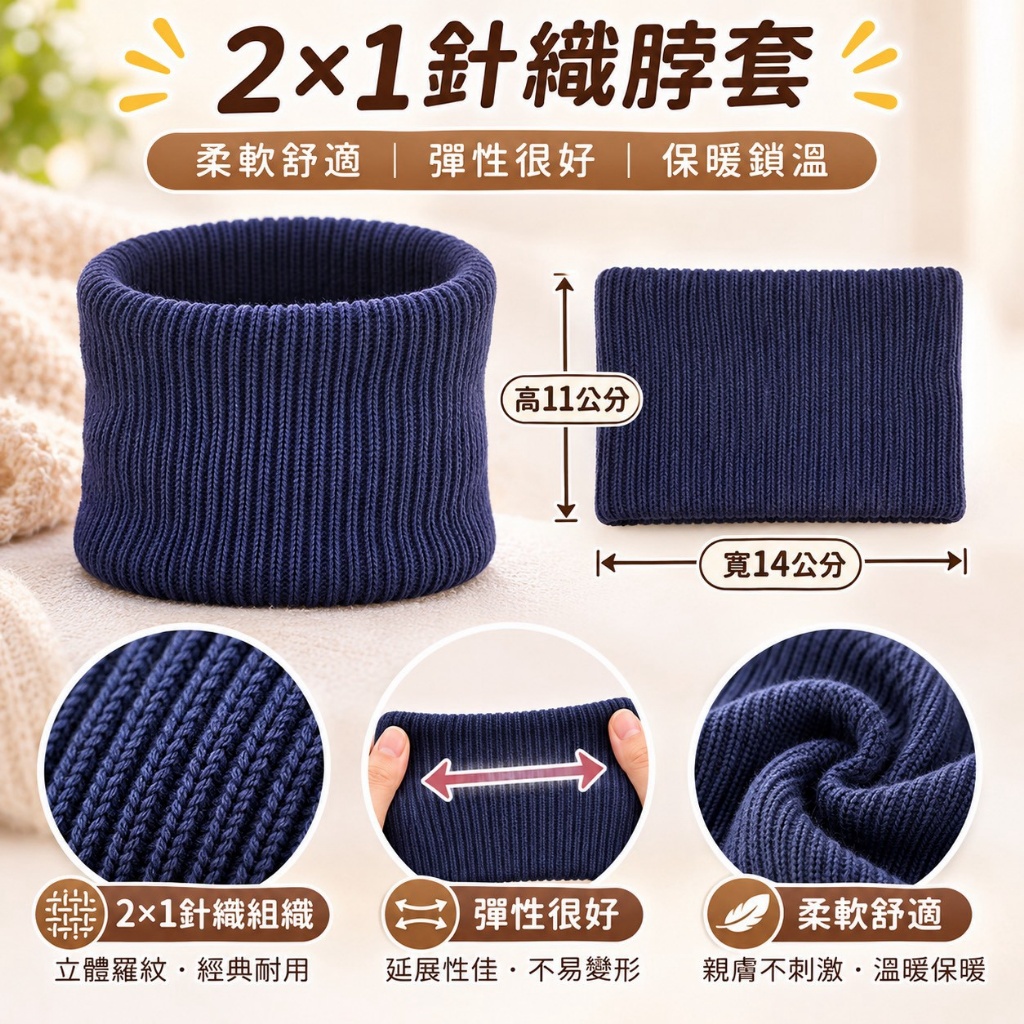 2×1針織脖套
柔軟舒適｜彈性很好｜保暖鎖溫
高11公分
寬14公分
2×1針織組織
立體羅紋・經典耐用
彈性很好
延展性佳・不易變形
柔軟舒適
親膚不刺激・溫暖保暖